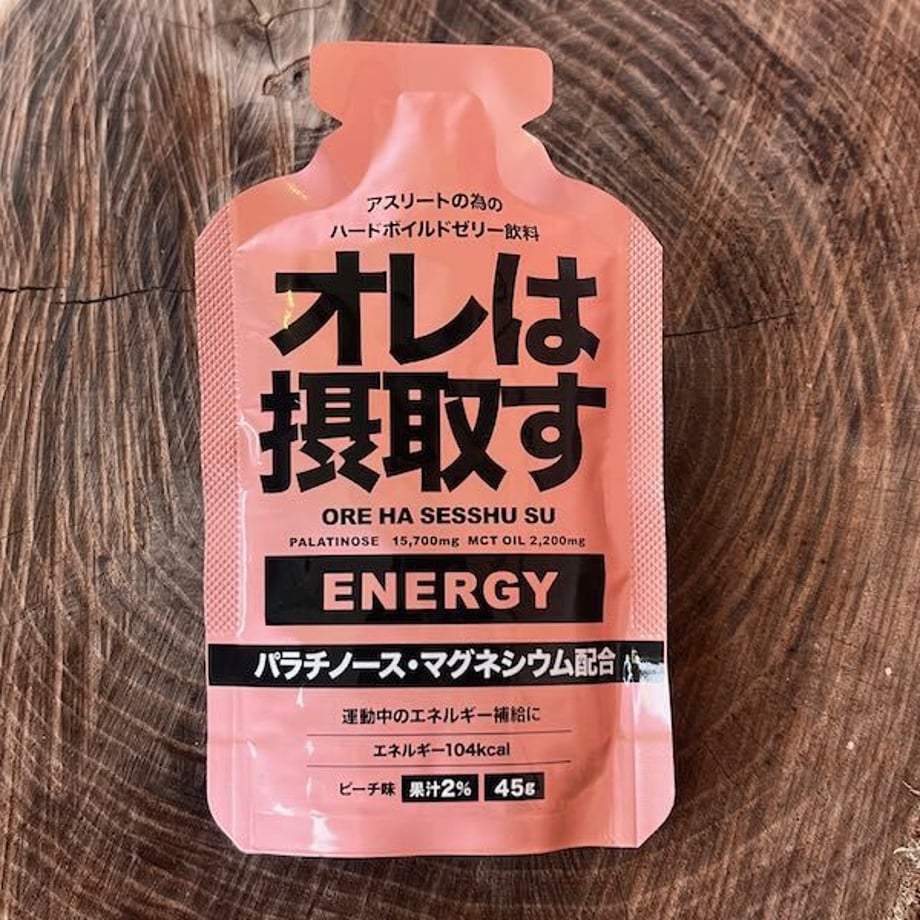 アスリートの為の
ハードボイルドゼリー飲料
オレは
摂取す
ORE HA SESSHU SU
PALATINOSE 15,700mg MCT OIL 2,200mg
ENERGY
パラチノース・マグネシウム配合
運動中のエネルギー補給に
エネルギー104kcal
ピーチ味 果汁2% 45g